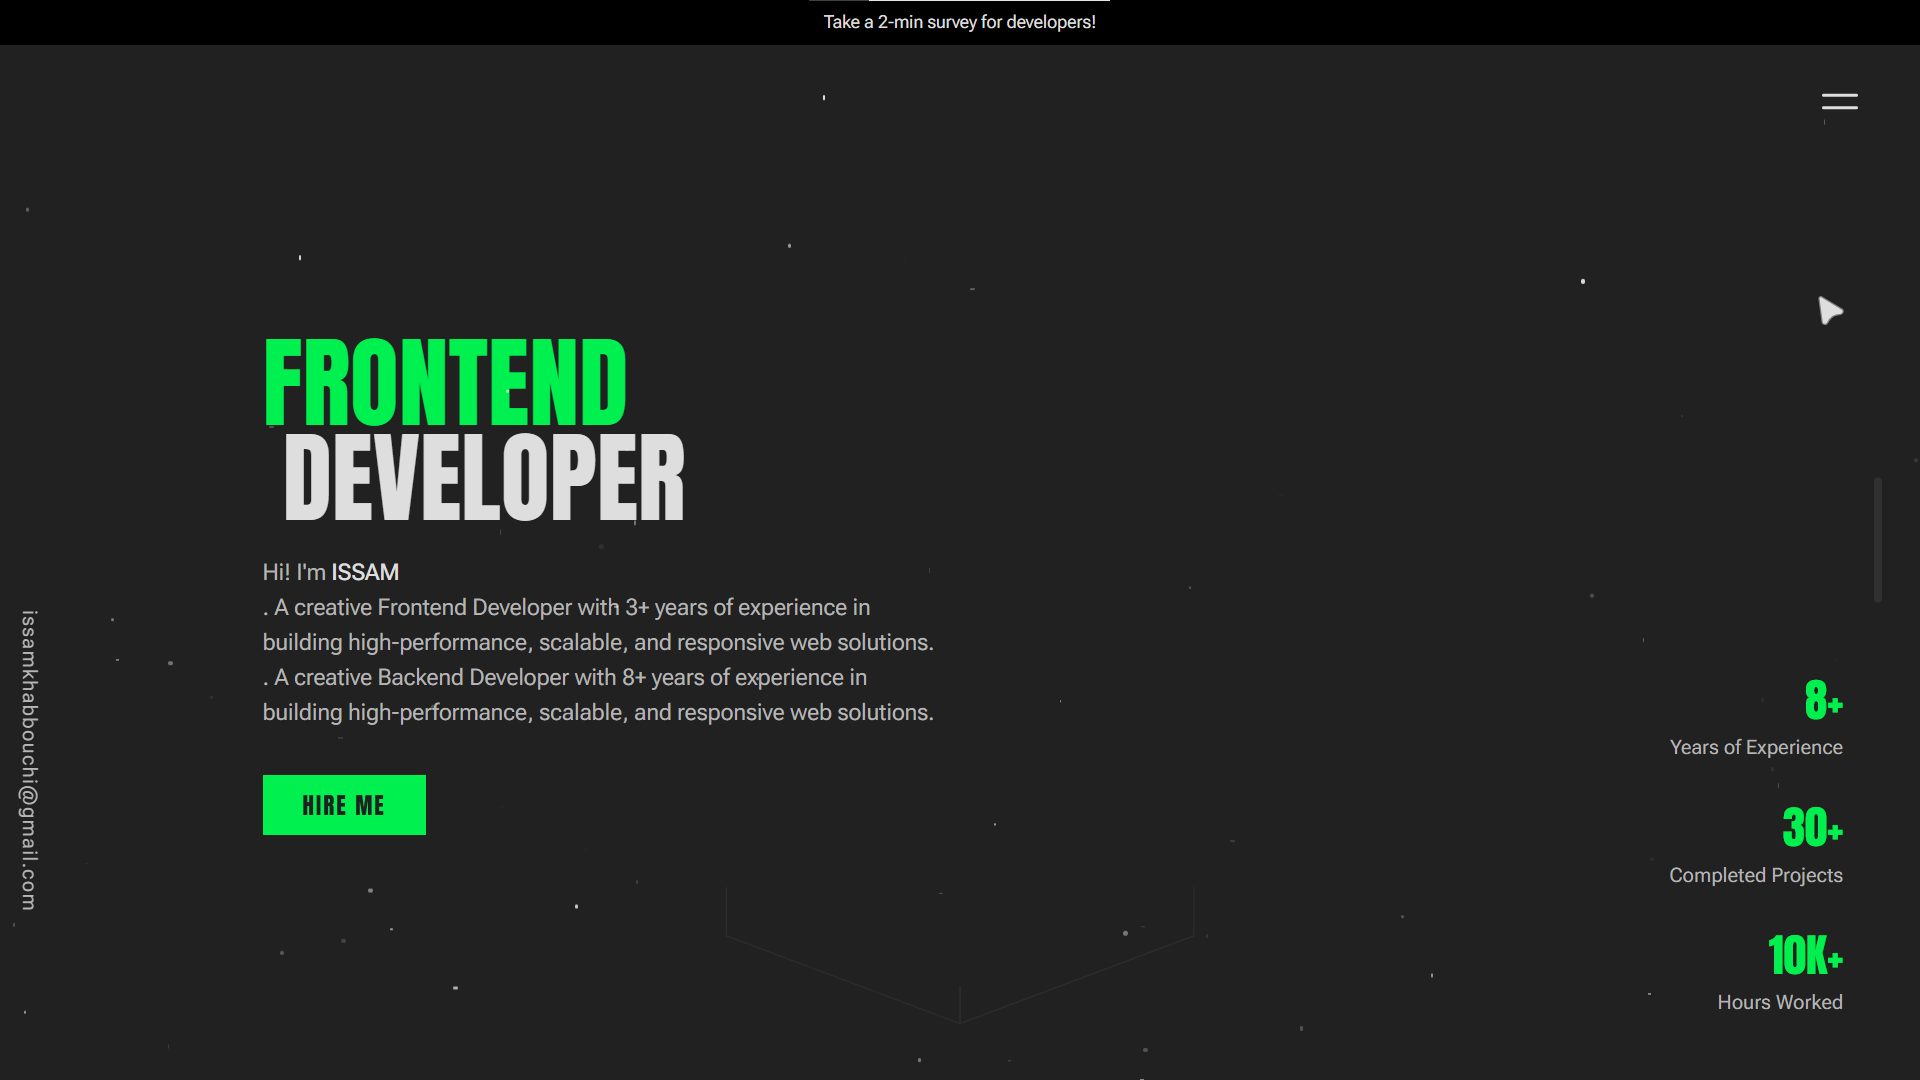 Take a 2-min survey for developers!
FRONTEND
DEVELOPER
Hi! I'm ISSAM
. A creative Frontend Developer with 3+ years of experience in
building high-performance, scalable, and responsive web solutions.
. A creative Backend Developer with 8+ years of experience in
building high-performance, scalable, and responsive web solutions.
HIRE ME
issamkhabbouchi@gmail.com
8+
Years of Experience
30+
Completed Projects
10K+
Hours Worked